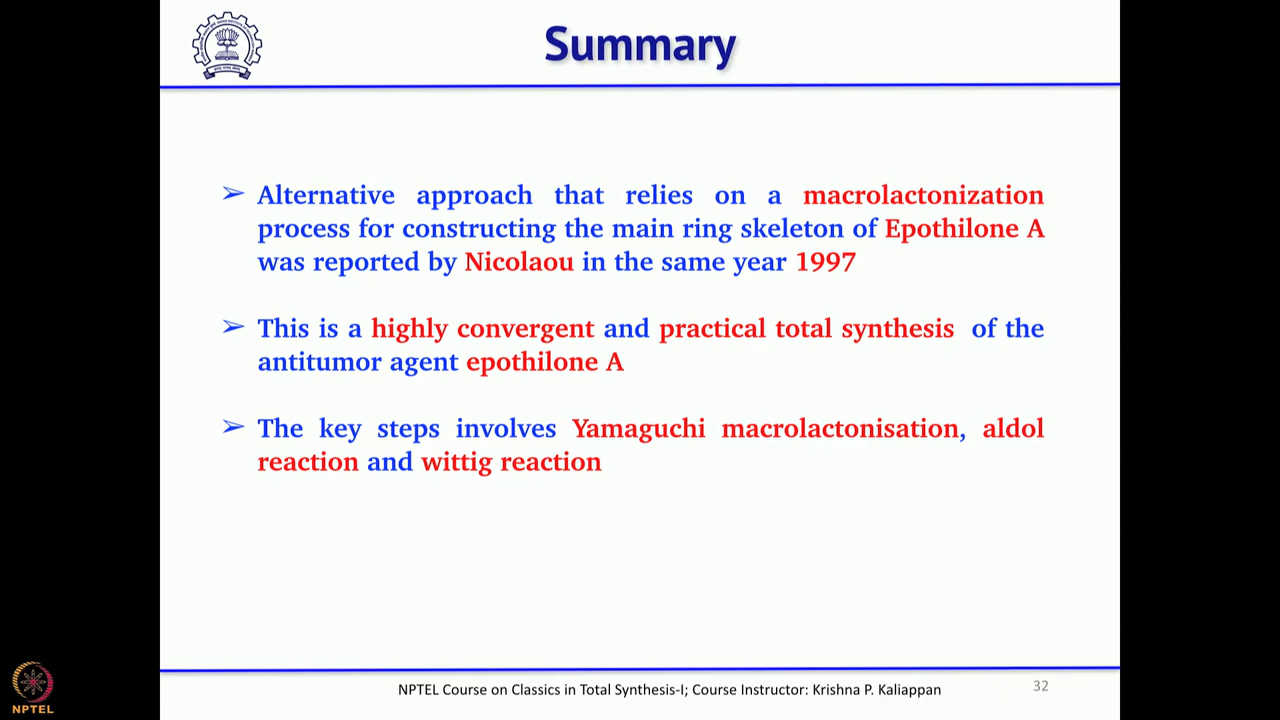 Summary
➢ Alternative approach that relies on a macrolactonization
process for constructing the main ring skeleton of Epothilone A
was reported by Nicolaou in the same year 1997
➢ This is a highly convergent and practical total synthesis of the
antitumor agent epothilone A
➢ The key steps involves Yamaguchi macrolactonisation, aldol
reaction and wittig reaction
NPTEL Course on Classics in Total Synthesis-I; Course Instructor: Krishna P. Kaliappan
32
NPTEL